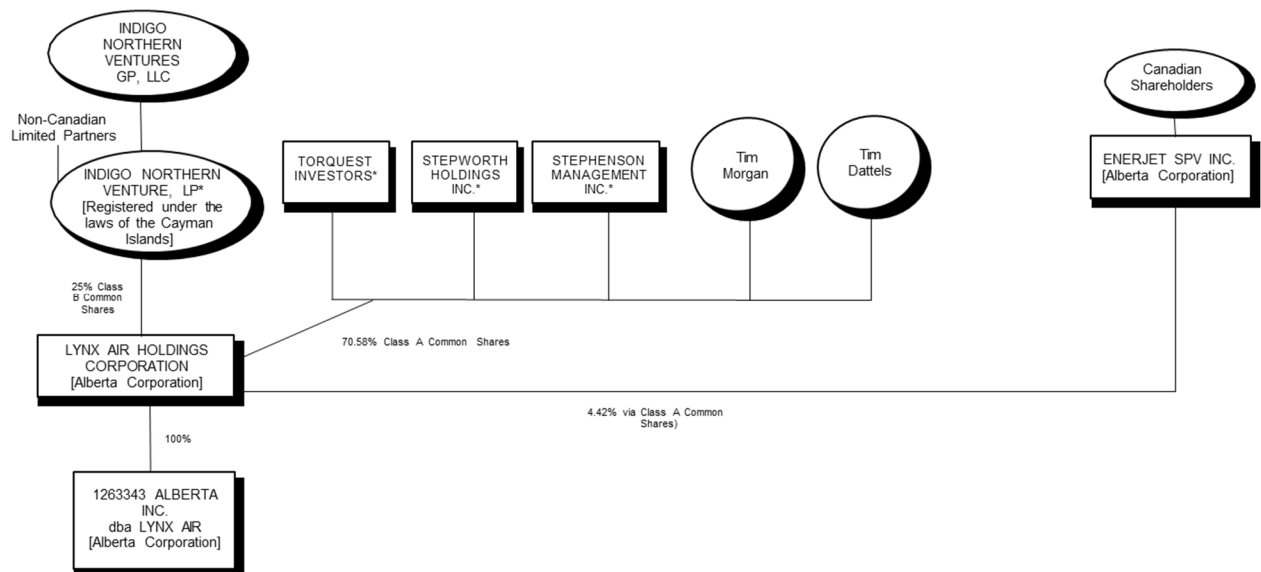 INDIGO
NORTHERN
VENTURES
GP, LLC
Non-Canadian
Limited Partners
INDIGO NORTHERN
VENTURE, LP*
[Registered under the
laws of the Cayman
Islands]
TORQUEST
INVESTORS*
STEPWORTH
HOLDINGS
INC.*
STEPHENSON
MANAGEMENT
INC.*
Tim
Morgan
Tim
Dattels
Canadian
Shareholders
ENERJET SPV INC.
[Alberta Corporation]
25% Class
B Common
Shares
70.58% Class A Common Shares
LYNX AIR HOLDINGS
CORPORATION
[Alberta Corporation]
4.42% via Class A Common
Shares)
100%
1263343 ALBERTA
INC.
dba LYNX AIR
[Alberta Corporation]